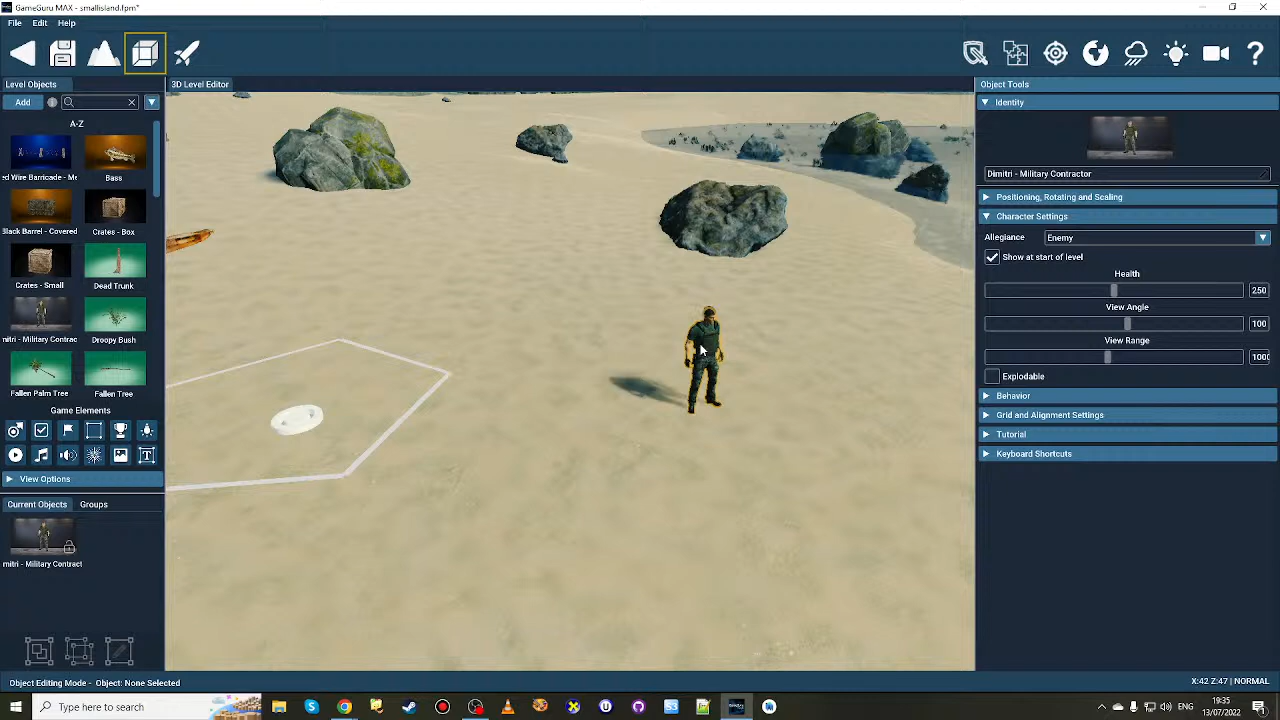 GameGuru MAX - smallisland.fpm*
File Edit Help
Level Objects
3D Level Editor
Object Tools
Add
A-Z
ed Wire Barricade - Me
Bass
Slack Barrel - Covered
Crates - Box
Crates - Small
Dead Trunk
mitri - Military Contrac
Droopy Bush
Fallen Palm Tree
Fallen Tree
Game Elements
View Options
Current Objects Groups
mitri - Military Contract
Identity
Dimitri - Military Contractor
Positioning, Rotating and Scaling
Character Settings
Allegiance Enemy
Show at start of level
Health
250
View Angle
100
View Range
1000
Explodable
Behavior
Grid and Alignment Settings
Tutorial
Keyboard Shortcuts
Object Editing Mode - Object: None Selected
X:42 Z:47 | NORMAL
Type here to search
19:35
13/07/2022